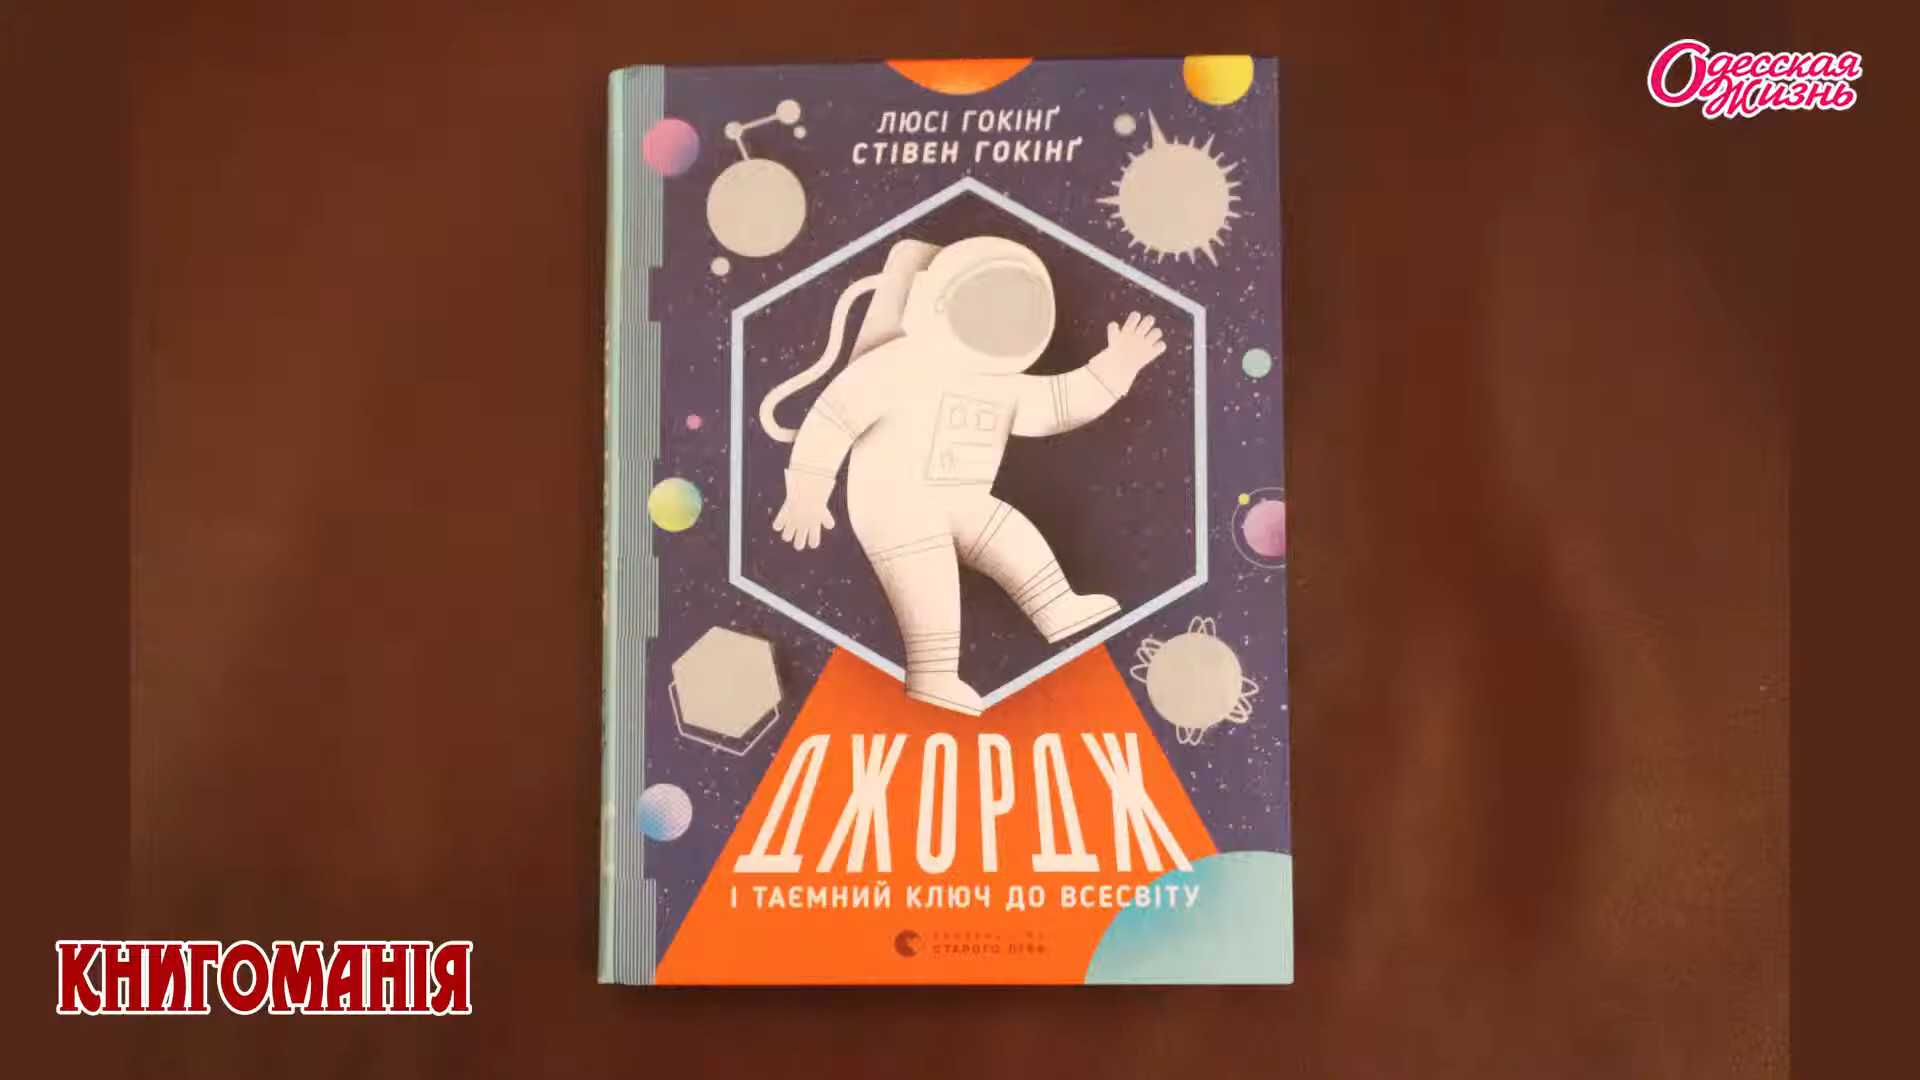 Одесская
Жизнь
ЛЮСІ ГОКІНҐ
СТІВЕН ГОКІНҐ
ДЖОРДЖ
І ТАЄМНИЙ КЛЮЧ ДО ВСЕСВІТУ
СТАРОГО ЛЕВА
КНИГОМАНІЯ